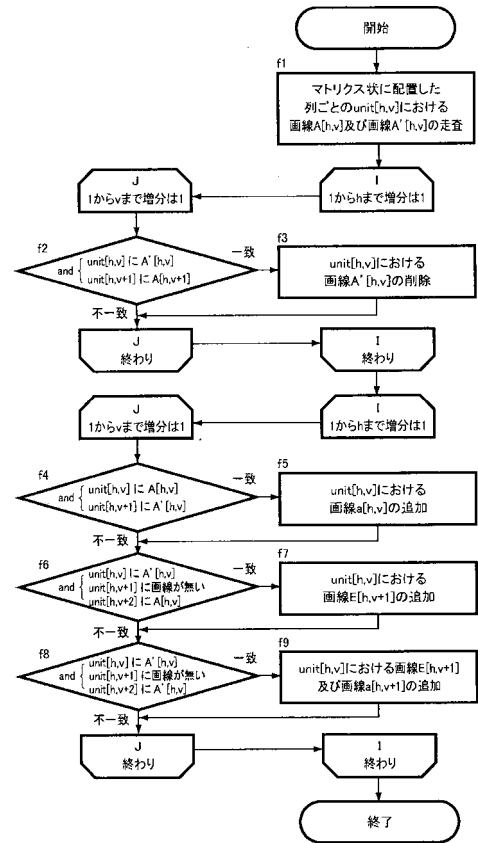 開始
f1
マトリクス状に配置した
列ごとのunit[h,v]における
画線A[h,v]及び画線A'[h,v]の走査
I
1からhまで増分は1
J
1からvまで増分は1
f2
and { unit[h,v] に A'[h,v]
unit[h,v+1] に A[h,v+1]
一致
不一致
f3
unit[h,v]における
画線A'[h,v]の削除
J
終わり
I
終わり
I
1からhまで増分は1
J
1からvまで増分は1
f4
and { unit[h,v] に A[h,v]
unit[h,v+1] に A'[h,v]
一致
不一致
f5
unit[h,v]における
画線a[h,v]の追加
f6
and { unit[h,v] に A'[h,v]
unit[h,v+1] に画線が無い
unit[h,v+2] に A[h,v]
一致
不一致
f7
unit[h,v]における
画線E[h,v+1]の追加
f8
and { unit[h,v] に A'[h,v]
unit[h,v+1] に画線が無い
unit[h,v+2] に A'[h,v]
一致
不一致
f9
unit[h,v]における画線E[h,v+1]
及び画線a[h,v+1]の追加
J
終わり
I
終わり
終了